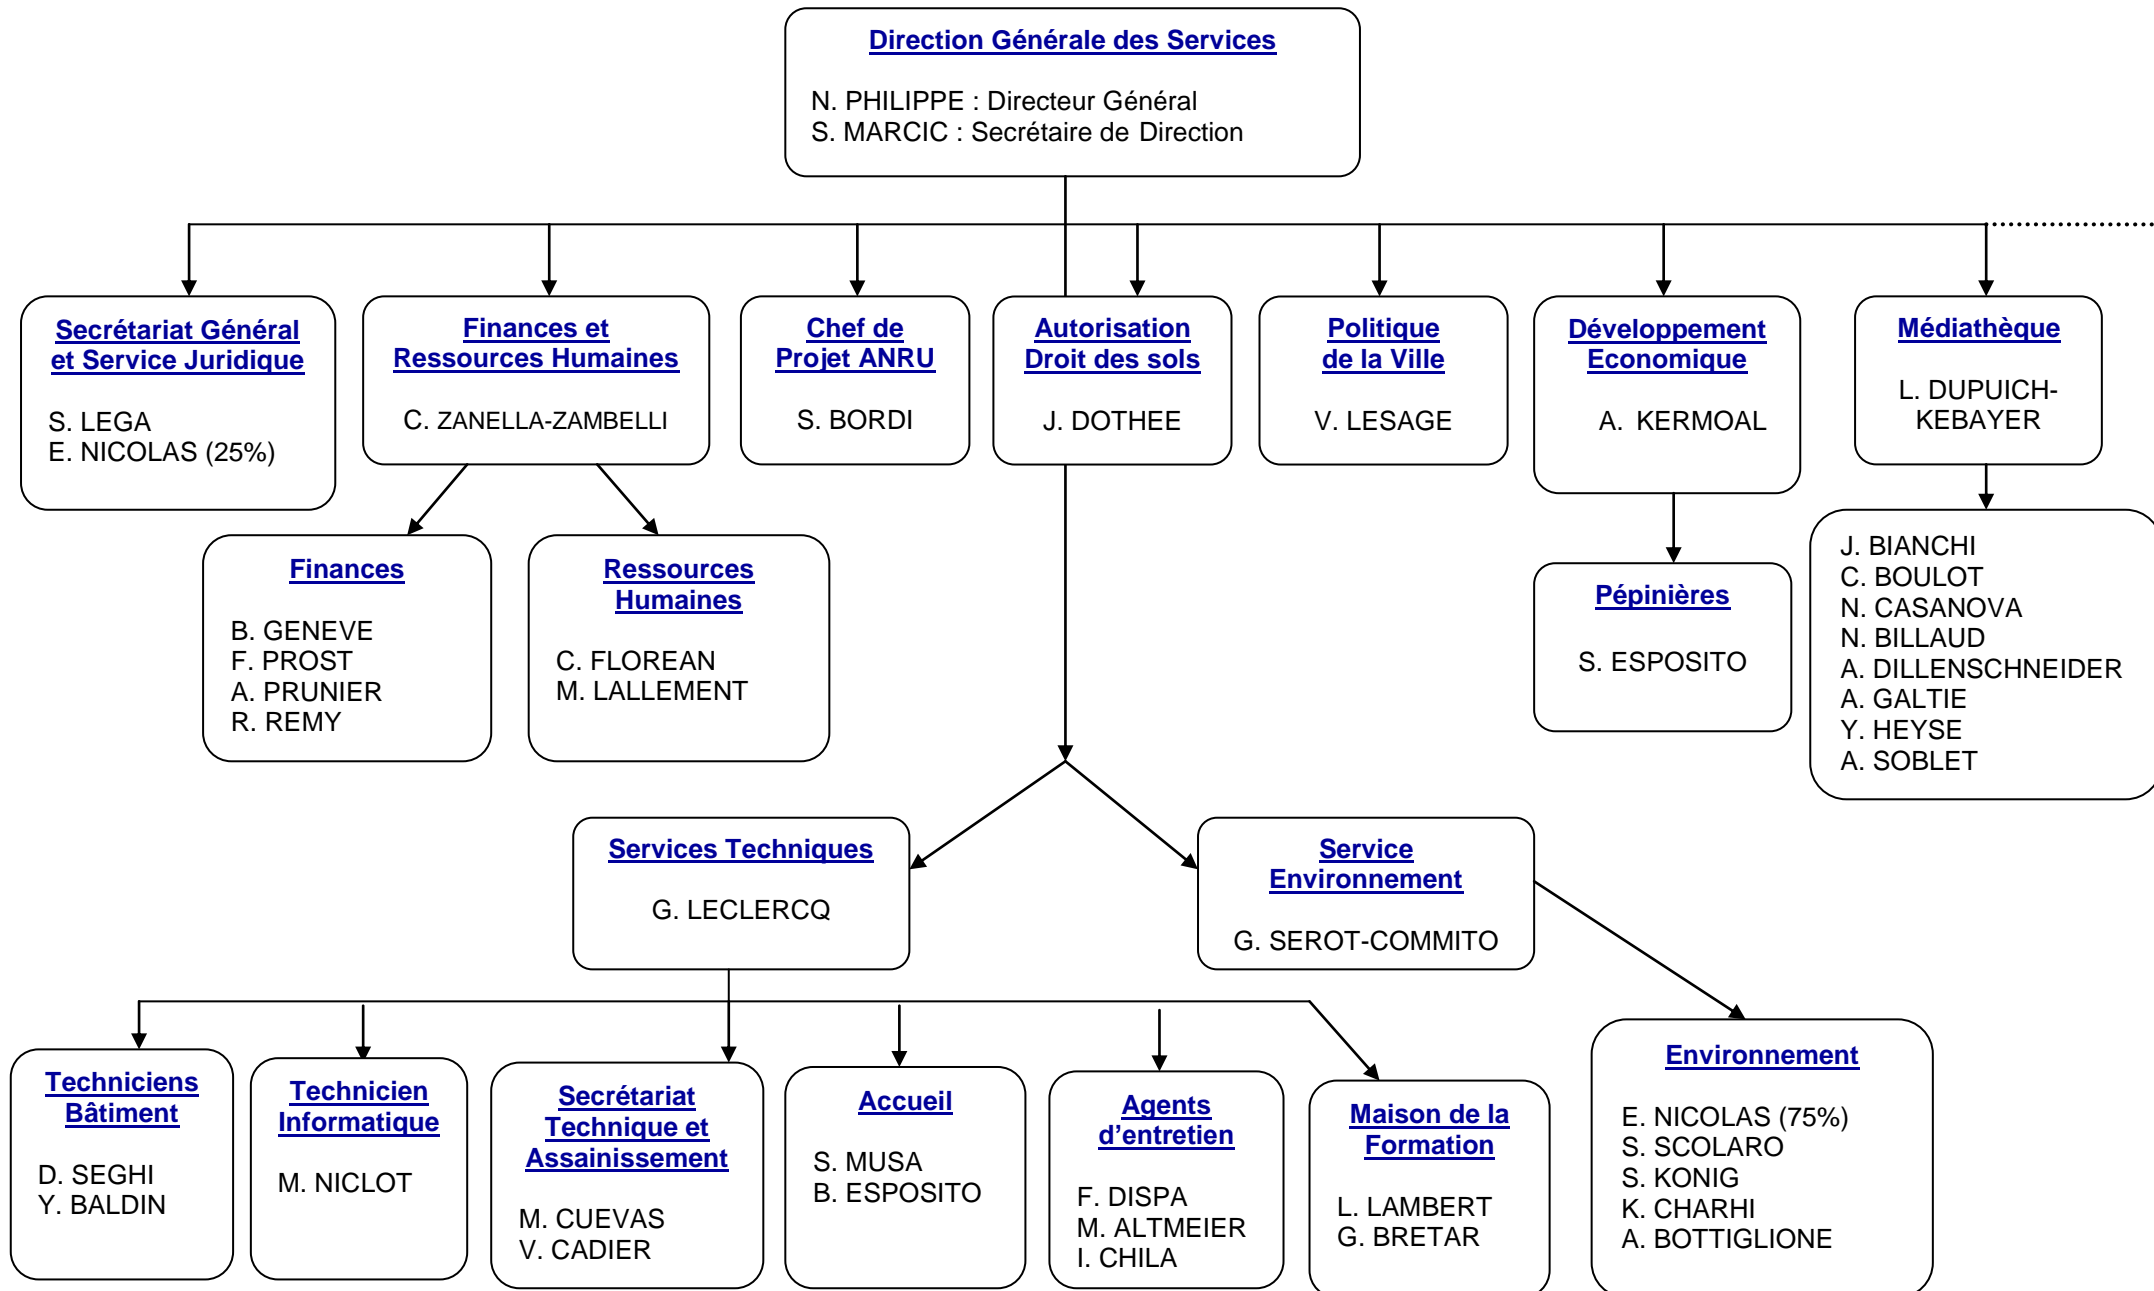 Direction Générale des Services
N. PHILIPPE : Directeur Général
S. MARCIC : Secrétaire de Direction
Secrétariat Général
et Service Juridique
S. LEGA
E. NICOLAS (25%)
Finances et
Ressources Humaines
C. ZANELLA-ZAMBELLI
Chef de
Projet ANRU
S. BORDI
Autorisation
Droit des sols
J. DOTHEE
Politique
de la Ville
V. LESAGE
Développement
Economique
A. KERMOAL
Médiathèque
L. DUPUICH-
KEBAYER
Finances
B. GENEVE
F. PROST
A. PRUNIER
R. REMY
Ressources
Humaines
C. FLOREAN
M. LALLEMENT
Pépinières
S. ESPOSITO
J. BIANCHI
C. BOULOT
N. CASANOVA
N. BILLAUD
A. DILLENSCHNEIDER
A. GALTIE
Y. HEYSE
A. SOBLET
Services Techniques
G. LECLERCQ
Service
Environnement
G. SEROT-COMMITO
Techniciens
Bâtiment
D. SEGHI
Y. BALDIN
Technicien
Informatique
M. NICLOT
Secrétariat
Technique et
Assainissement
M. CUEVAS
V. CADIER
Accueil
S. MUSA
B. ESPOSITO
Agents
d'entretien
F. DISPA
M. ALTMEIER
I. CHILA
Maison de la
Formation
L. LAMBERT
G. BRETAR
Environnement
E. NICOLAS (75%)
S. SCOLARO
S. KONIG
K. CHARHI
A. BOTTIGLIONE